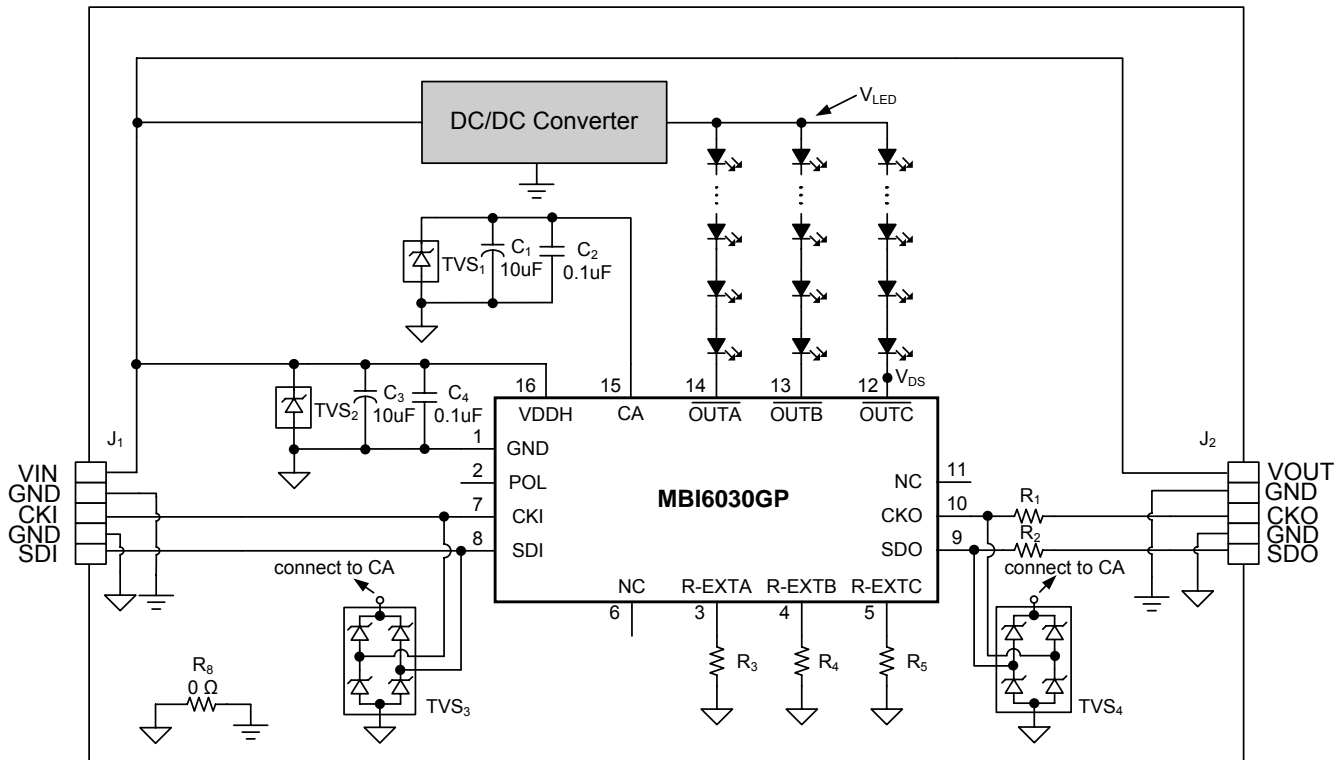 V_LED
DC/DC Converter
TVS₁
C₁
10uF
C₂
0.1uF
TVS₂
C₃
10uF
C₄
0.1uF
V_DS
16
15
14
13
12
VDDH
CA
OUTA
OUTB
OUTC
J₁
VIN
GND
CKI
GND
SDI
1
GND
2
POL
7
CKI
8
SDI
MBI6030GP
NC
11
CKO
10
SDO
9
R₁
R₂
J₂
VOUT
GND
CKO
GND
SDO
connect to CA
connect to CA
NC
R-EXTA
R-EXTB
R-EXTC
6
3
4
5
R₃
R₄
R₅
TVS₃
TVS₄
R₈
0 Ω